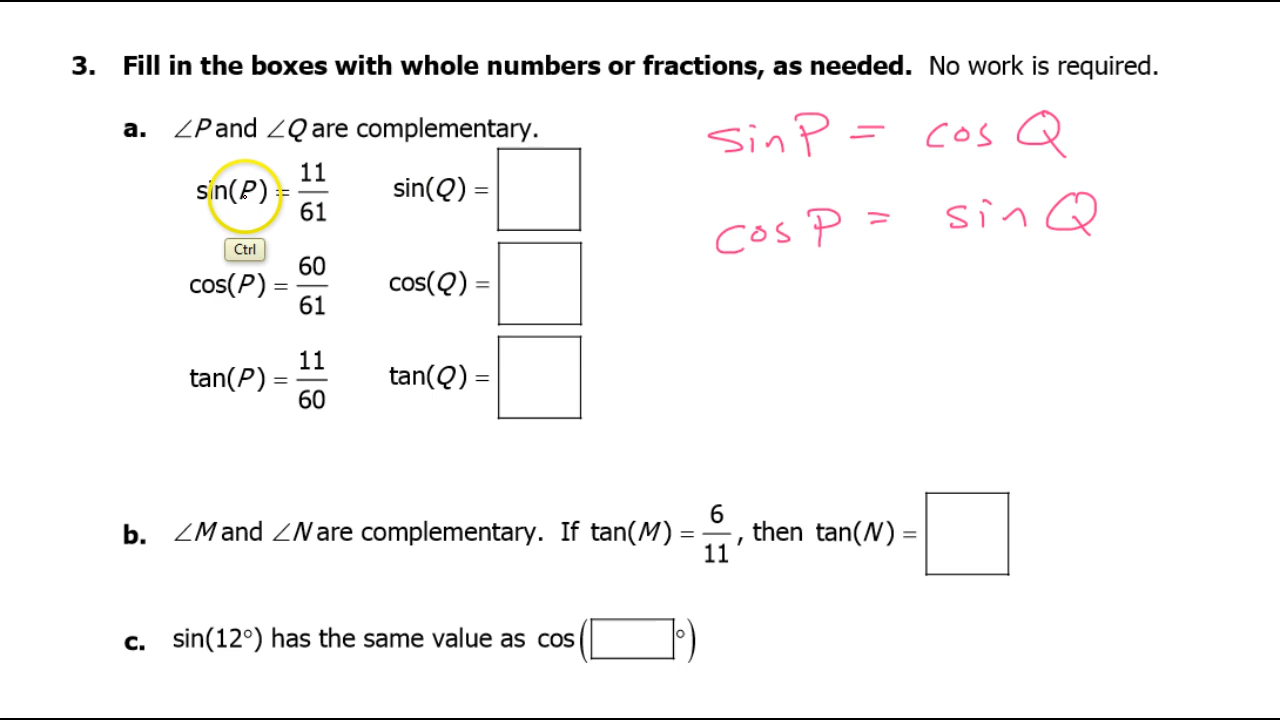 3. Fill in the boxes with whole numbers or fractions, as needed. No work is required.
a. ∠P and ∠Q are complementary.
sin P = cos Q
sin(P) = 11/61 sin(Q) =
cos P = sin Q
Ctrl
cos(P) = 60/61 cos(Q) =
tan(P) = 11/60 tan(Q) =
b. ∠M and ∠N are complementary. If tan(M) = 6/11, then tan(N) =
c. sin(12°) has the same value as cos( °)